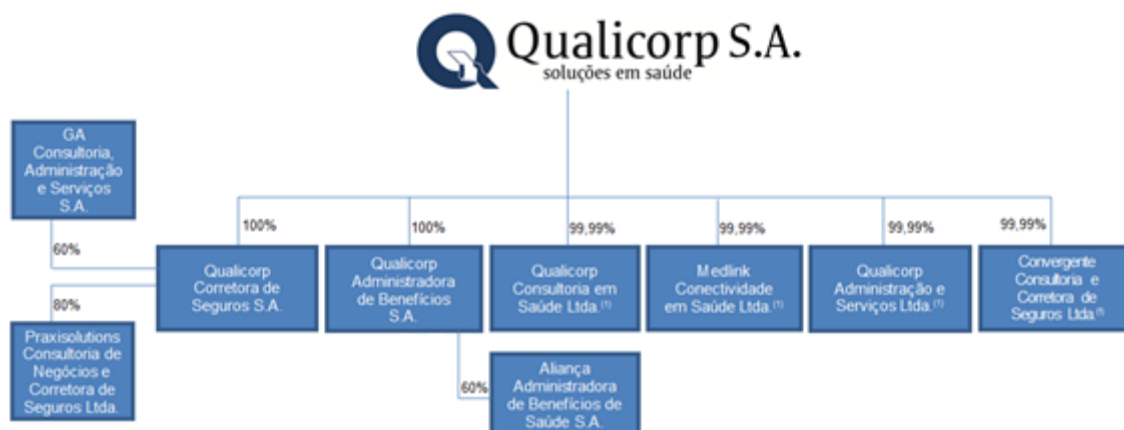 Qualicorp S.A.
soluções em saúde
GA
Consultoria,
Administração
e Serviços
S.A.
60%
80%
Praxisolutions
Consultoria de
Negócios e
Corretora de
Seguros Ltda.
100%
Qualicorp
Corretora de
Seguros S.A.
100%
Qualicorp
Administradora
de Benefícios
S.A.
60%
Aliança
Administradora
de Benefícios de
Saúde S.A.
99,99%
Qualicorp
Consultoria em
Saúde Ltda.(1)
99,99%
Medlink
Conectividade
em Saúde Ltda.(1)
99,99%
Qualicorp
Administração e
Serviços Ltda.(1)
99,99%
Convergente
Consultoria e
Corretora de
Seguros Ltda.(1)